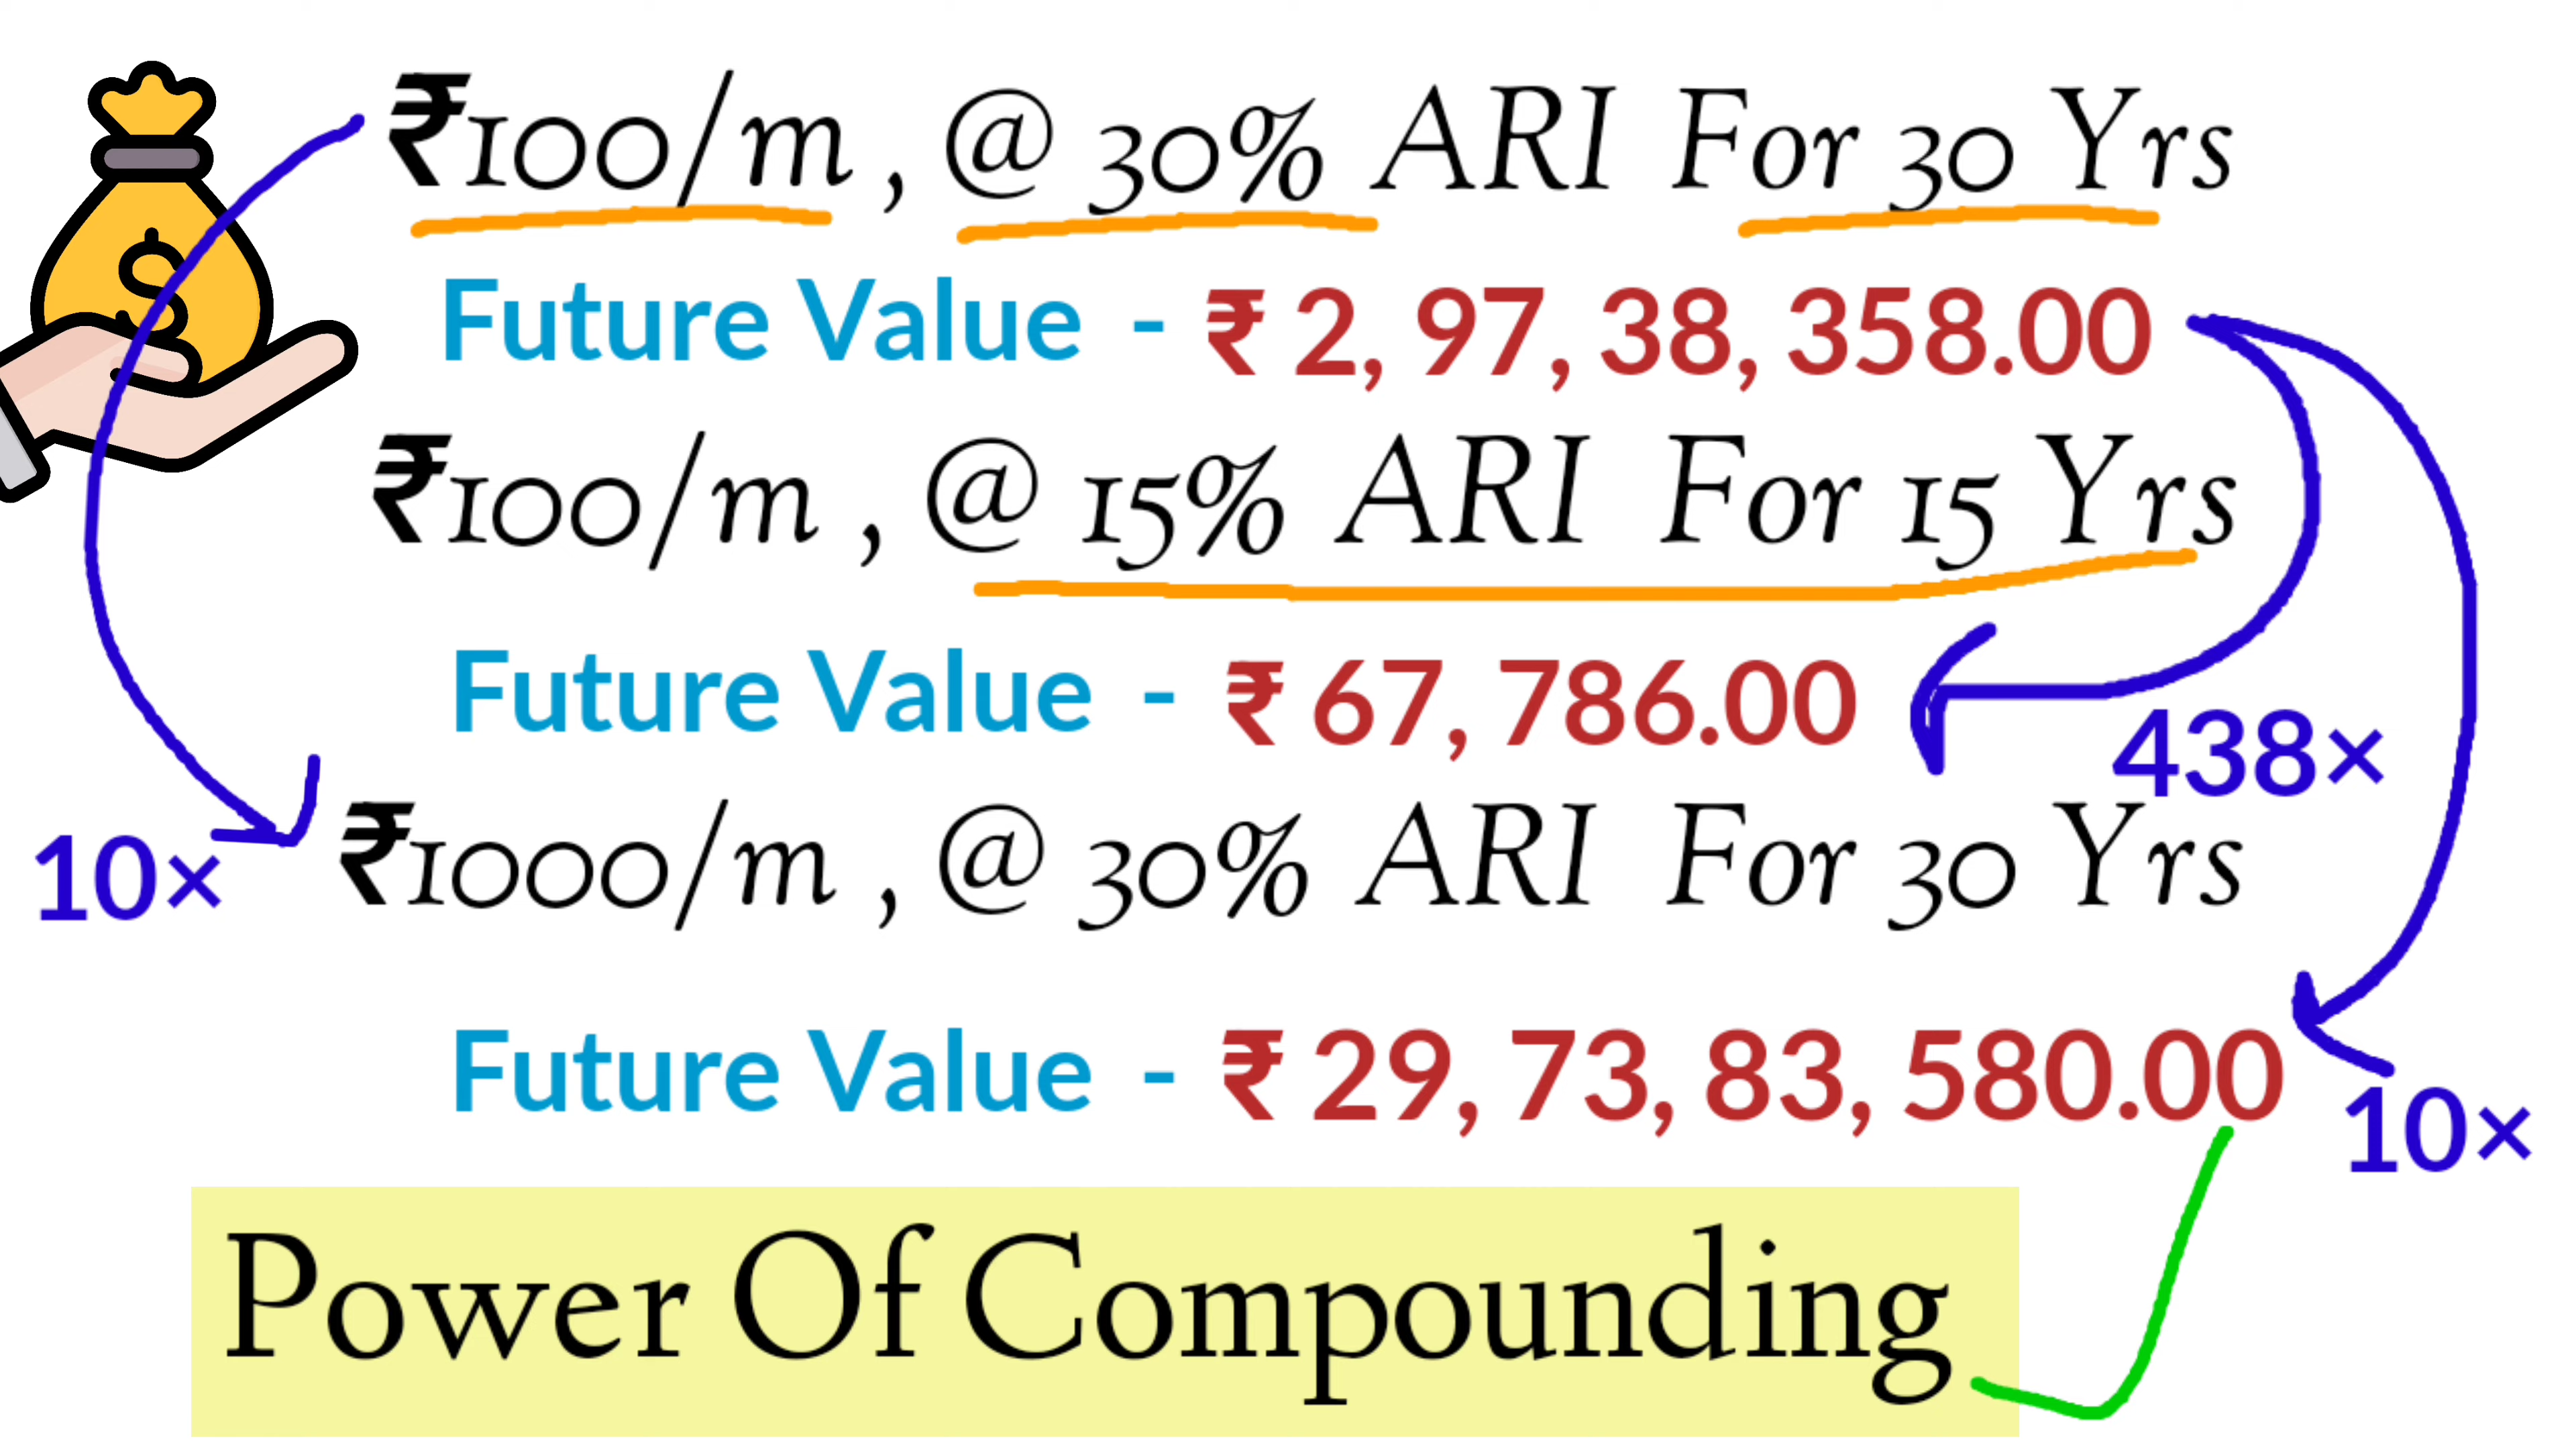 ₹100/m , @ 30% ARI For 30 Yrs
$
Future Value - ₹ 2, 97, 38, 358.00
₹100/m , @ 15% ARI For 15 Yrs
Future Value - ₹ 67, 786.00
438×
10×
₹1000/m , @ 30% ARI For 30 Yrs
Future Value - ₹ 29, 73, 83, 580.00
10×
Power Of Compounding